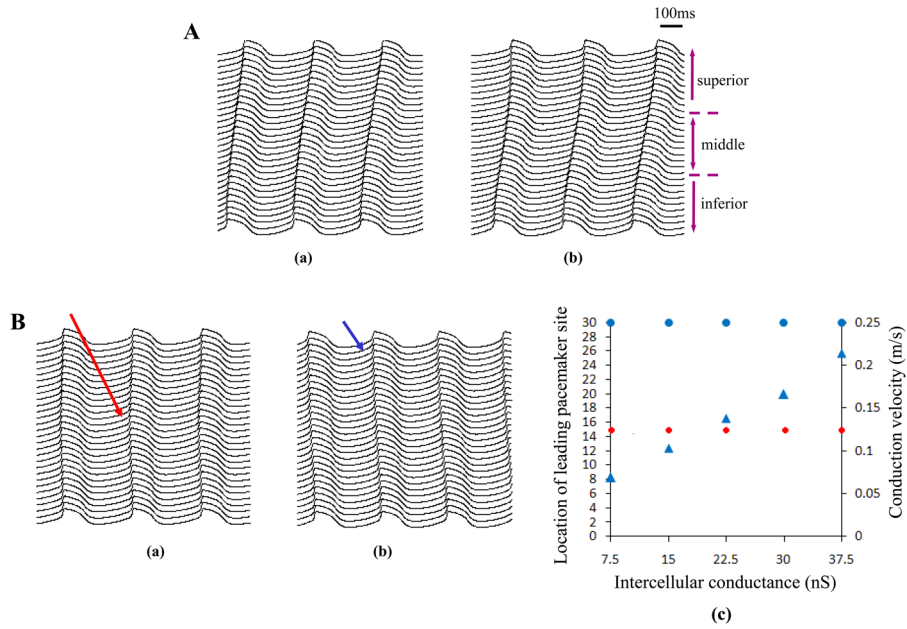 100ms
A
superior
middle
inferior
(a)
(b)
B
(a)
(b)
Location of leading pacemaker site
30
28
26
24
22
20
18
16
14
12
10
8
6
4
2
0
0.25
0.2
0.15
0.1
0.05
0
Conduction velocity (m/s)
7.5 15 22.5 30 37.5
Intercellular conductance (nS)
(c)